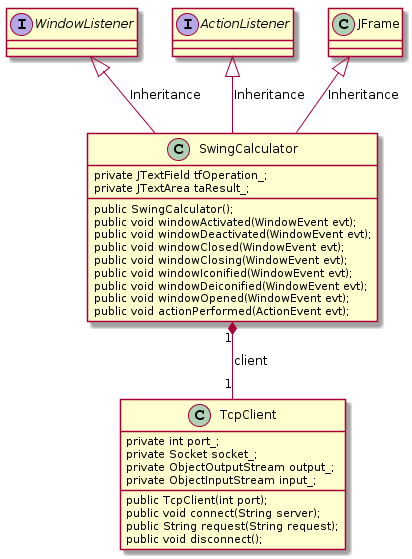 I WindowListener
I ActionListener
C JFrame
Inheritance
Inheritance
Inheritance
C SwingCalculator
private JTextField tfOperation_;
private JTextArea taResult_;
public SwingCalculator();
public void windowActivated(WindowEvent evt);
public void windowDeactivated(WindowEvent evt);
public void windowClosed(WindowEvent evt);
public void windowClosing(WindowEvent evt);
public void windowIconified(WindowEvent evt);
public void windowDeiconified(WindowEvent evt);
public void windowOpened(WindowEvent evt);
public void actionPerformed(ActionEvent evt);
1
client
1
C TcpClient
private int port_;
private Socket socket_;
private ObjectOutputStream output_;
private ObjectInputStream input_;
public TcpClient(int port);
public void connect(String server);
public String request(String request);
public void disconnect();